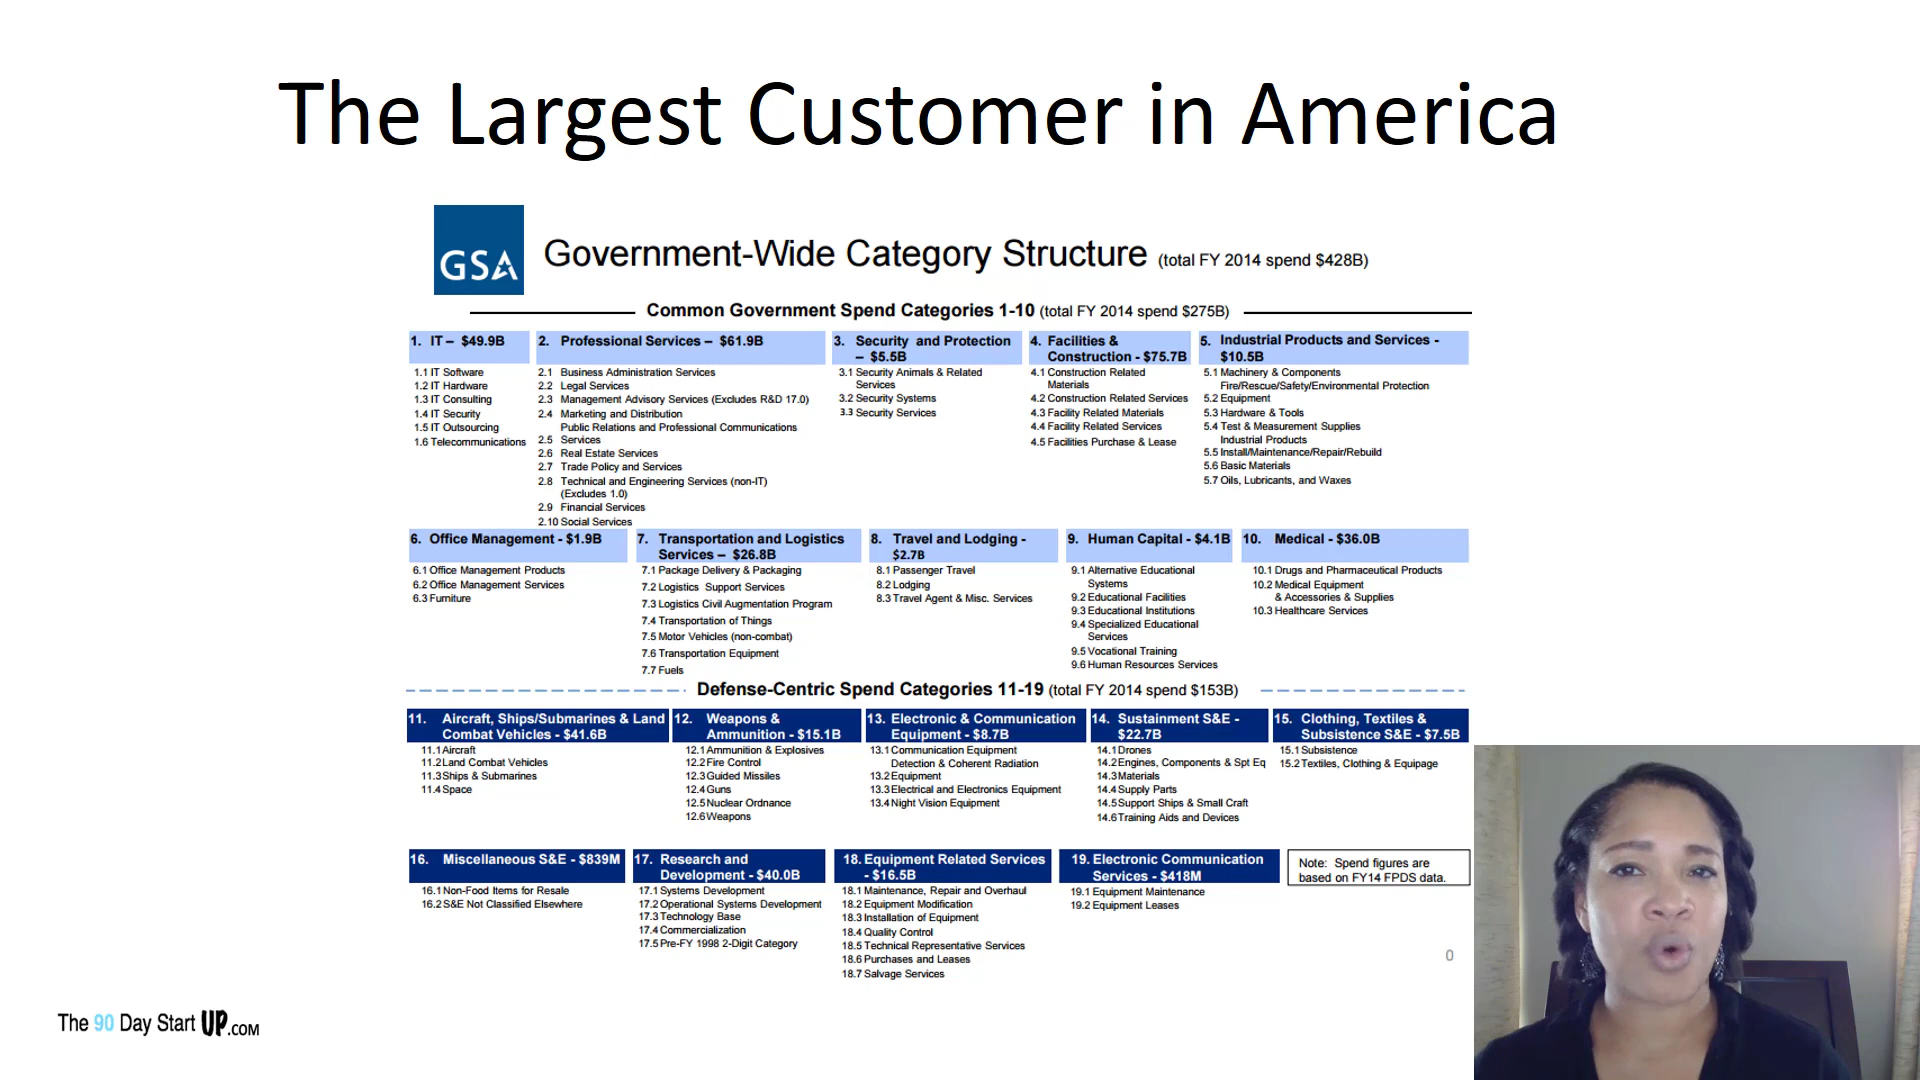 The Largest Customer in America
GSA
Government-Wide Category Structure (total FY 2014 spend $428B)
Common Government Spend Categories 1-10 (total FY 2014 spend $275B)
1. IT – $49.9B
1.1 IT Software
1.2 IT Hardware
1.3 IT Consulting
1.4 IT Security
1.5 IT Outsourcing
1.6 Telecommunications
2. Professional Services – $61.9B
2.1 Business Administration Services
2.2 Legal Services
2.3 Management Advisory Services (Excludes R&D 17.0)
2.4 Marketing and Distribution
Public Relations and Professional Communications
2.5 Services
2.6 Real Estate Services
2.7 Trade Policy and Services
2.8 Technical and Engineering Services (non-IT)
(Excludes 1.0)
2.9 Financial Services
2.10 Social Services
3. Security and Protection
– $5.5B
3.1 Security Animals & Related
Services
3.2 Security Systems
3.3 Security Services
4. Facilities &
Construction - $75.7B
4.1 Construction Related
Materials
4.2 Construction Related Services
4.3 Facility Related Materials
4.4 Facility Related Services
4.5 Facilities Purchase & Lease
5. Industrial Products and Services -
$10.5B
5.1 Machinery & Components
Fire/Rescue/Safety/Environmental Protection
5.2 Equipment
5.3 Hardware & Tools
5.4 Test & Measurement Supplies
Industrial Products
5.5 Install/Maintenance/Repair/Rebuild
5.6 Basic Materials
5.7 Oils, Lubricants, and Waxes
6. Office Management - $1.9B
6.1 Office Management Products
6.2 Office Management Services
6.3 Furniture
7. Transportation and Logistics
Services – $26.8B
7.1 Package Delivery & Packaging
7.2 Logistics Support Services
7.3 Logistics Civil Augmentation Program
7.4 Transportation of Things
7.5 Motor Vehicles (non-combat)
7.6 Transportation Equipment
7.7 Fuels
8. Travel and Lodging -
$2.7B
8.1 Passenger Travel
8.2 Lodging
8.3 Travel Agent & Misc. Services
9. Human Capital - $4.1B
9.1 Alternative Educational
Systems
9.2 Educational Facilities
9.3 Educational Institutions
9.4 Specialized Educational
Services
9.5 Vocational Training
9.6 Human Resources Services
10. Medical - $36.0B
10.1 Drugs and Pharmaceutical Products
10.2 Medical Equipment
& Accessories & Supplies
10.3 Healthcare Services
Defense-Centric Spend Categories 11-19 (total FY 2014 spend $153B)
11. Aircraft, Ships/Submarines & Land
Combat Vehicles - $41.6B
11.1 Aircraft
11.2 Land Combat Vehicles
11.3 Ships & Submarines
11.4 Space
12. Weapons &
Ammunition - $15.1B
12.1 Ammunition & Explosives
12.2 Fire Control
12.3 Guided Missiles
12.4 Guns
12.5 Nuclear Ordnance
12.6 Weapons
13. Electronic & Communication
Equipment - $8.7B
13.1 Communication Equipment
Detection & Coherent Radiation
13.2 Equipment
13.3 Electrical and Electronics Equipment
13.4 Night Vision Equipment
14. Sustainment S&E -
$22.7B
14.1 Drones
14.2 Engines, Components & Spt Eq
14.3 Materials
14.4 Supply Parts
14.5 Support Ships & Small Craft
14.6 Training Aids and Devices
15. Clothing, Textiles &
Subsistence S&E - $7.5B
15.1 Subsistence
15.2 Textiles, Clothing & Equipage
16. Miscellaneous S&E - $839M
16.1 Non-Food Items for Resale
16.2 S&E Not Classified Elsewhere
17. Research and
Development - $40.0B
17.1 Systems Development
17.2 Operational Systems Development
17.3 Technology Base
17.4 Commercialization
17.5 Pre-FY 1998 2-Digit Category
18. Equipment Related Services
- $16.5B
18.1 Maintenance, Repair and Overhaul
18.2 Equipment Modification
18.3 Installation of Equipment
18.4 Quality Control
18.5 Technical Representative Services
18.6 Purchases and Leases
18.7 Salvage Services
19. Electronic Communication
Services - $418M
19.1 Equipment Maintenance
19.2 Equipment Leases
Note: Spend figures are
based on FY14 FPDS data.
0
The 90 Day Start UP.com